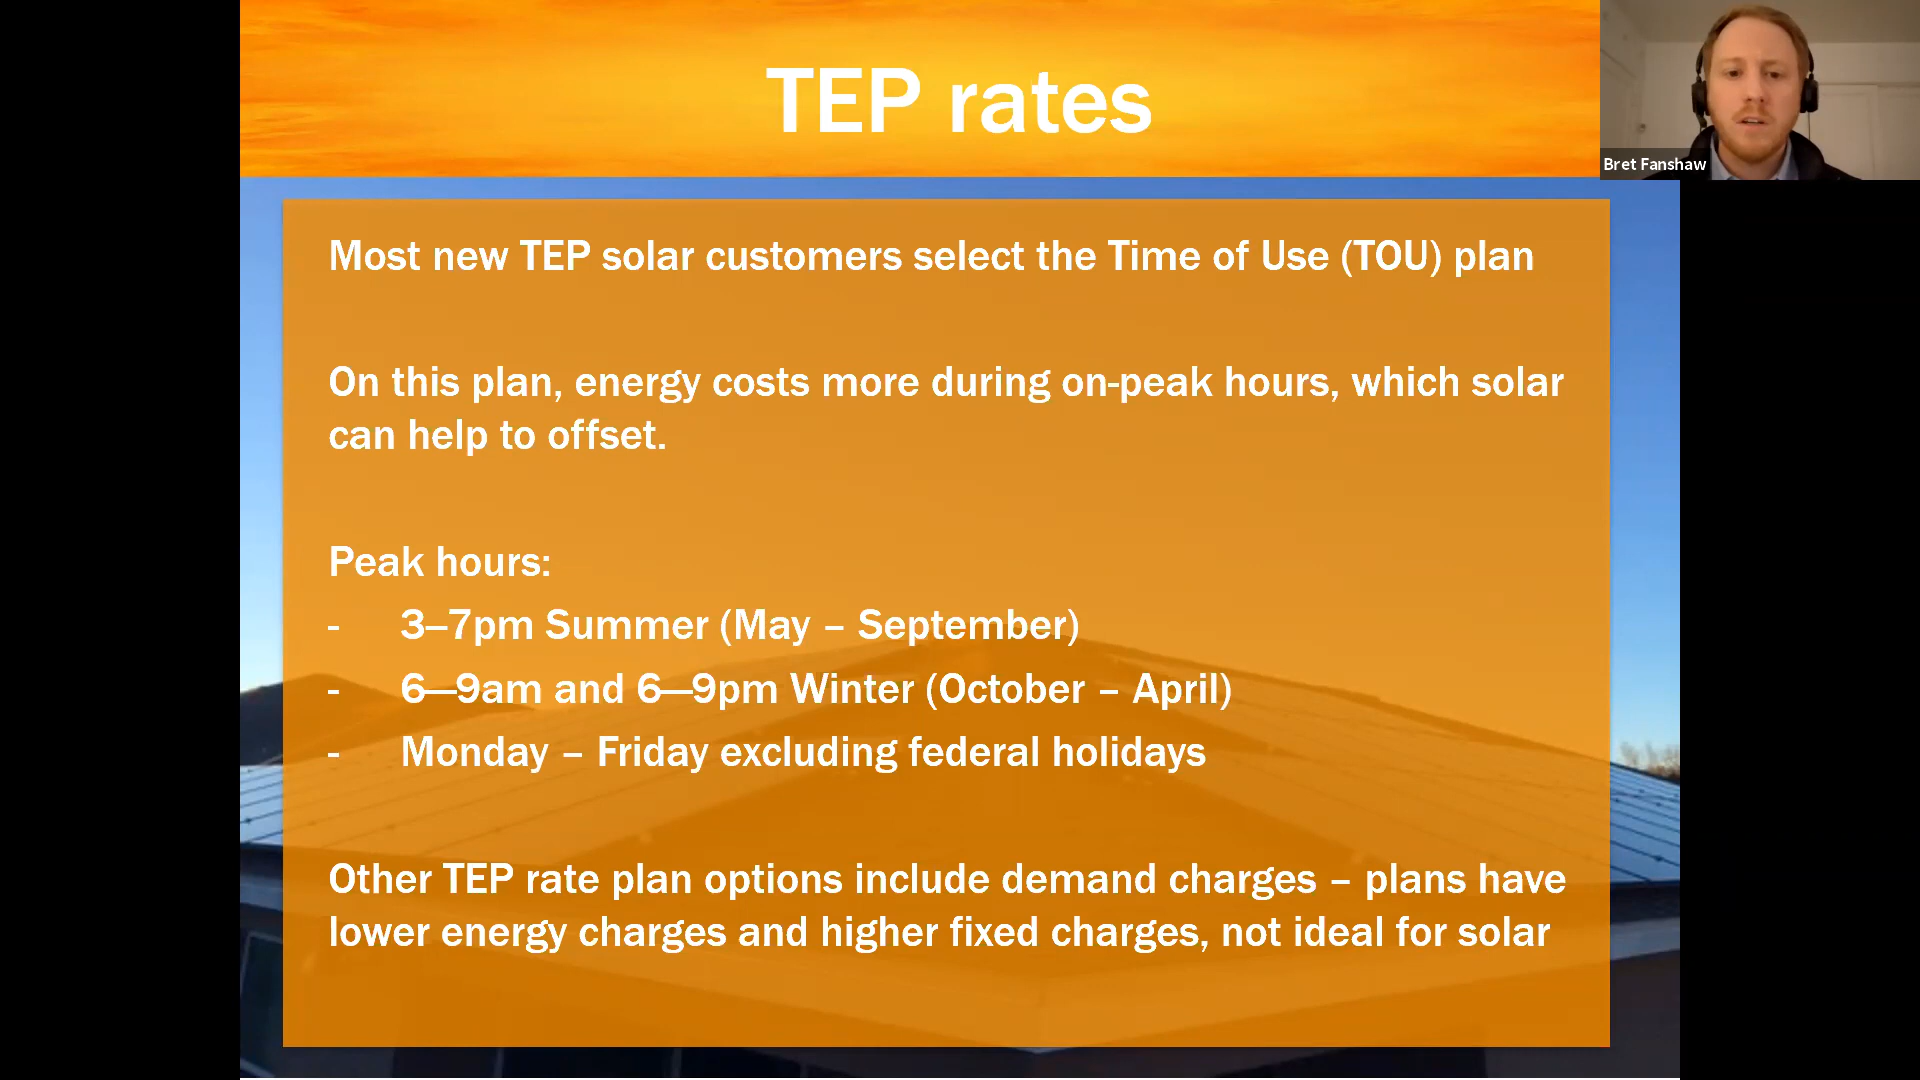 TEP rates
Bret Fanshaw
Most new TEP solar customers select the Time of Use (TOU) plan
On this plan, energy costs more during on-peak hours, which solar
can help to offset.
Peak hours:
- 3–7pm Summer (May – September)
- 6—9am and 6—9pm Winter (October – April)
- Monday – Friday excluding federal holidays
Other TEP rate plan options include demand charges – plans have
lower energy charges and higher fixed charges, not ideal for solar